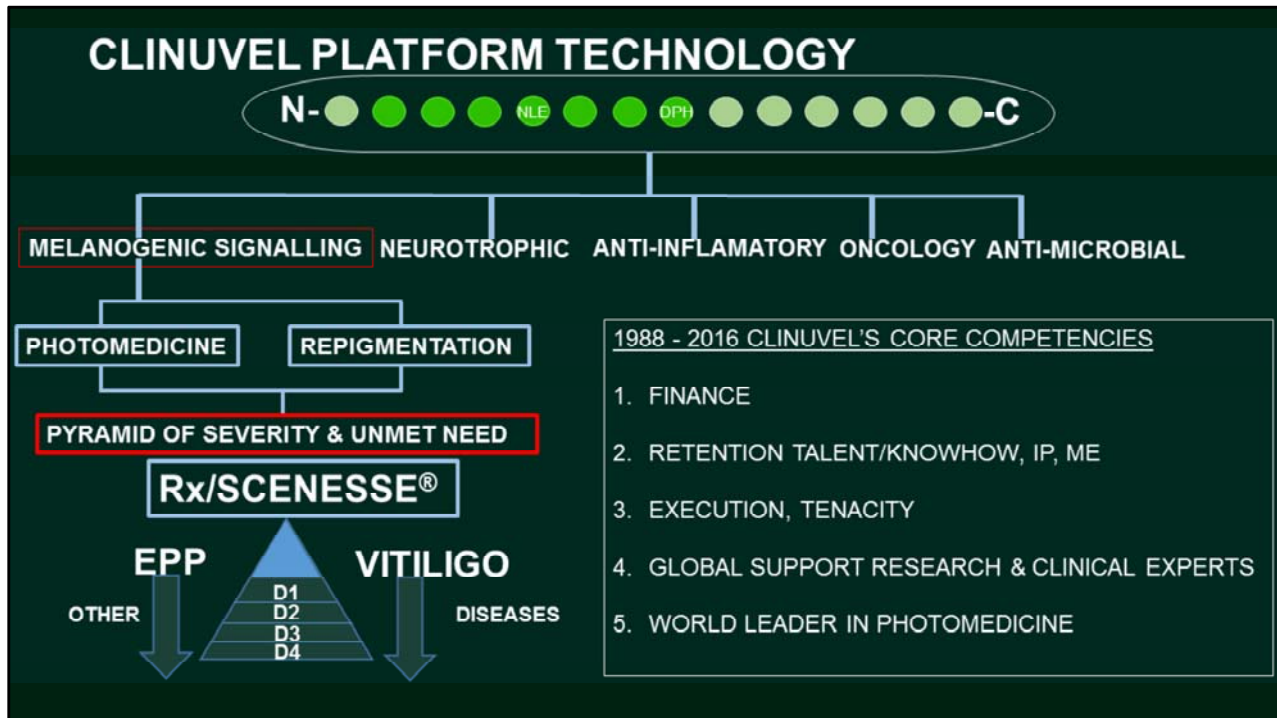 CLINUVEL PLATFORM TECHNOLOGY
N- NLE DPH -C
MELANOGENIC SIGNALLING NEUROTROPHIC ANTI-INFLAMATORY ONCOLOGY ANTI-MICROBIAL
PHOTOMEDICINE REPIGMENTATION
PYRAMID OF SEVERITY & UNMET NEED
Rx/SCENESSE®
EPP VITILIGO
OTHER DISEASES
D1
D2
D3
D4
1988 - 2016 CLINUVEL'S CORE COMPETENCIES
1. FINANCE
2. RETENTION TALENT/KNOWHOW, IP, ME
3. EXECUTION, TENACITY
4. GLOBAL SUPPORT RESEARCH & CLINICAL EXPERTS
5. WORLD LEADER IN PHOTOMEDICINE